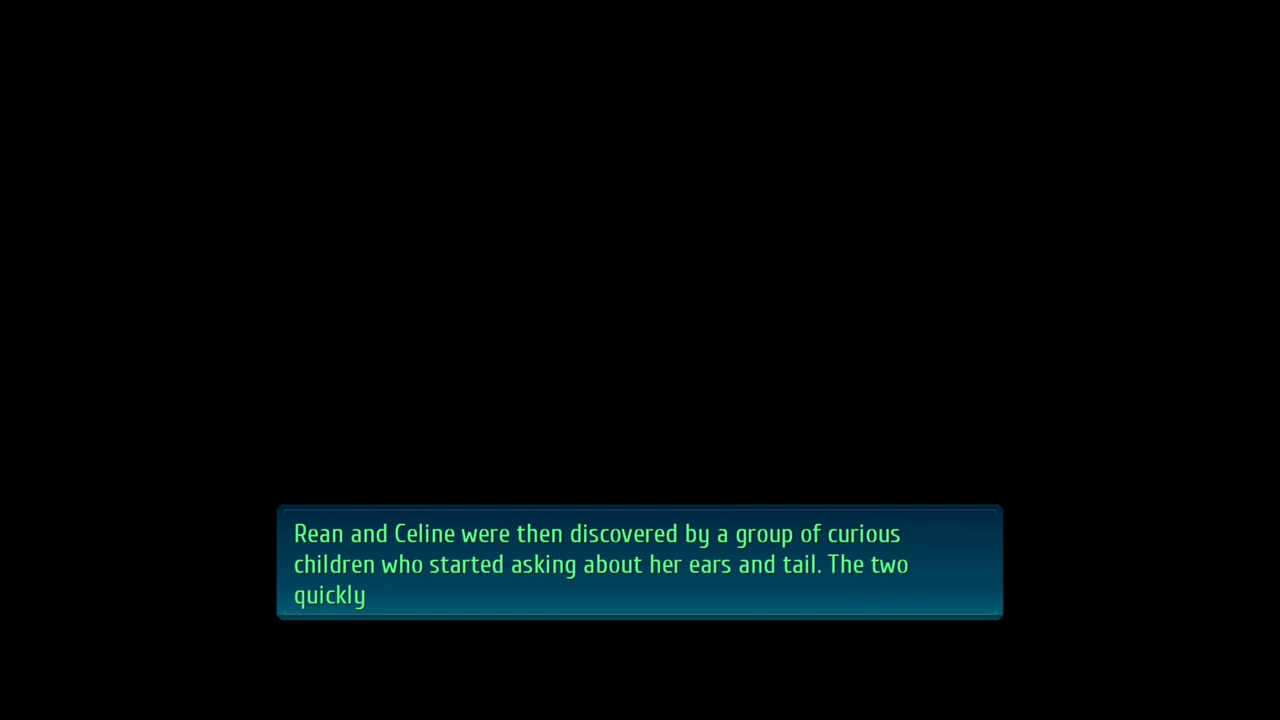 Rean and Celine were then discovered by a group of curious
children who started asking about her ears and tail. The two
quickly